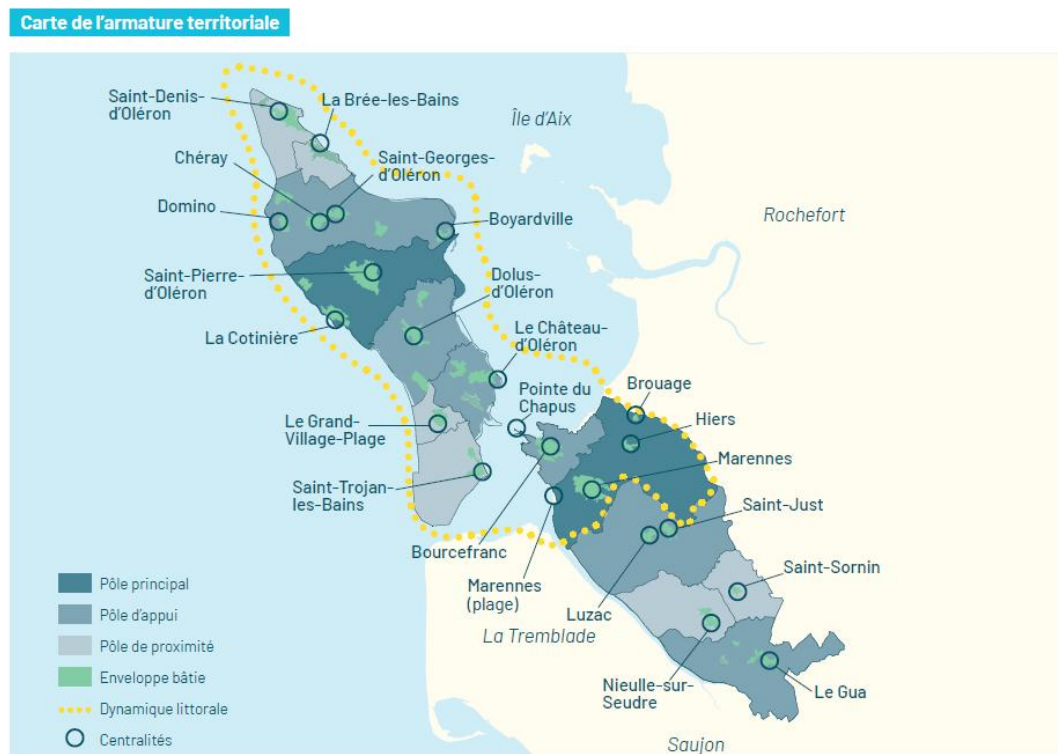 Carte de l'armature territoriale
Saint-Denis-
d'Oléron
La Brée-les-Bains
Île d'Aix
Chéray
Saint-Georges-
d'Oléron
Domino
Boyardville
Rochefort
Saint-Pierre-
d'Oléron
Dolus-
d'Oléron
La Cotinière
Le Château-
d'Oléron
Pointe du
Chapus
Brouage
Le Grand-
Village-Plage
Hiers
Marennes
Saint-Trojan-
les-Bains
Saint-Just
Bourcefranc
Saint-Sornin
Marennes
(plage)
Luzac
La Tremblade
Nieulle-sur-
Seudre
Le Gua
Saujon
Pôle principal
Pôle d'appui
Pôle de proximité
Enveloppe bâtie
Dynamique littorale
Centralités